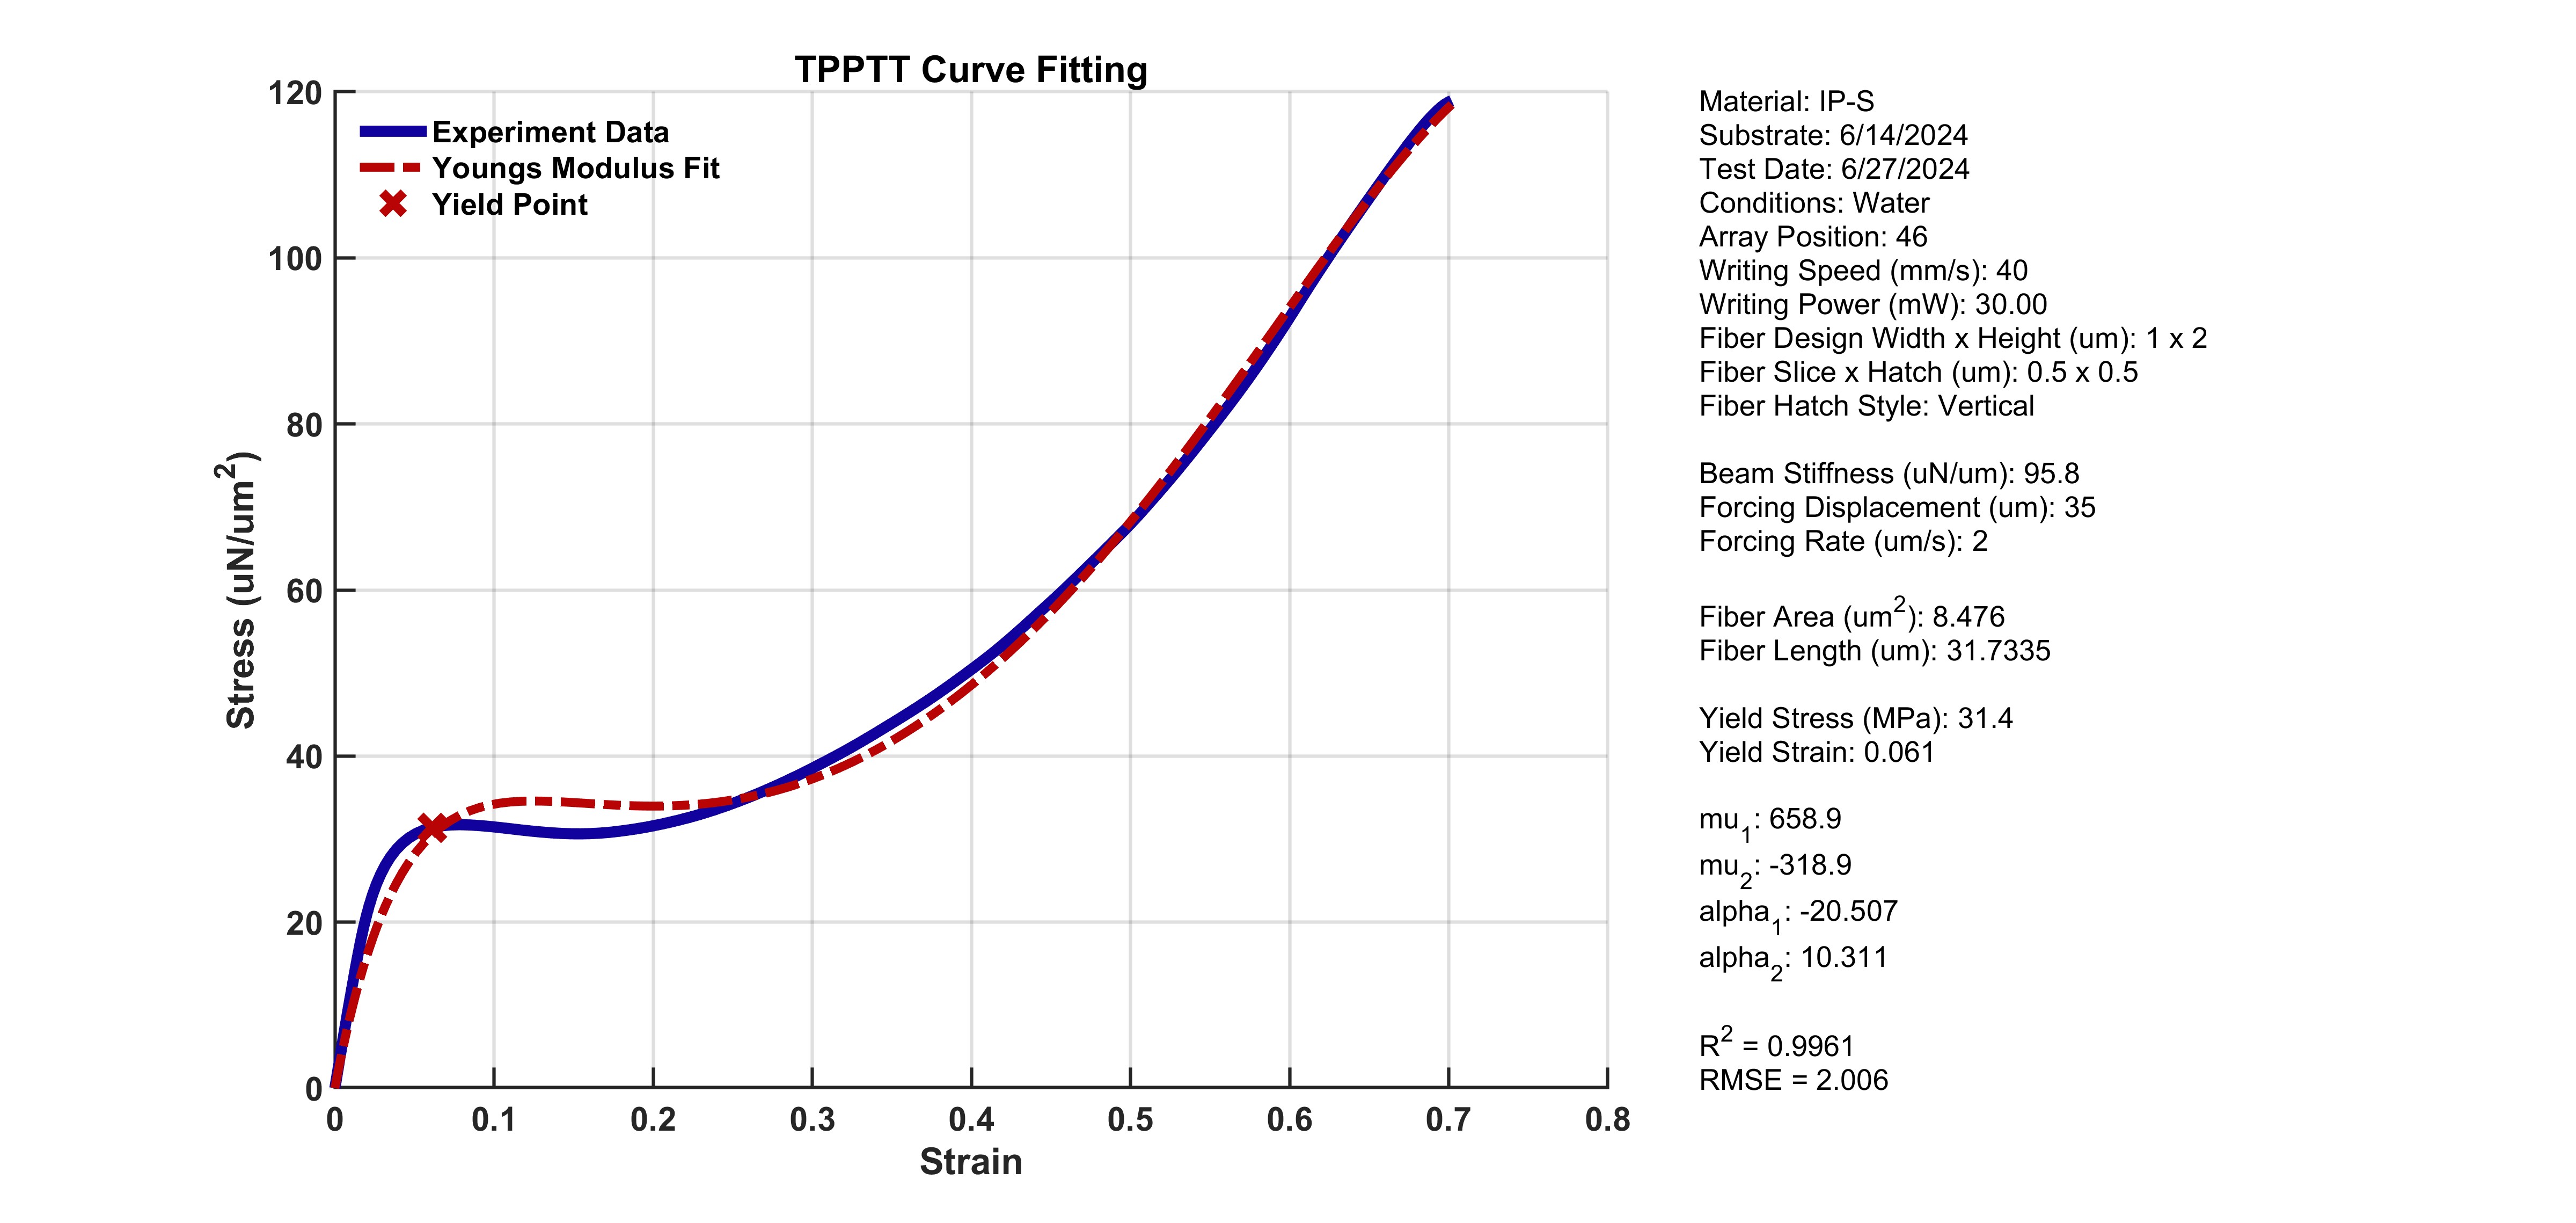 TPPTT Curve Fitting
120
100
80
60
40
20
0
Stress (uN/um²)
Experiment Data
Youngs Modulus Fit
Yield Point
0 0.1 0.2 0.3 0.4 0.5 0.6 0.7 0.8
Strain
Material: IP-S
Substrate: 6/14/2024
Test Date: 6/27/2024
Conditions: Water
Array Position: 46
Writing Speed (mm/s): 40
Writing Power (mW): 30.00
Fiber Design Width x Height (um): 1 x 2
Fiber Slice x Hatch (um): 0.5 x 0.5
Fiber Hatch Style: Vertical
Beam Stiffness (uN/um): 95.8
Forcing Displacement (um): 35
Forcing Rate (um/s): 2
Fiber Area (um²): 8.476
Fiber Length (um): 31.7335
Yield Stress (MPa): 31.4
Yield Strain: 0.061
mu₁: 658.9
mu₂: -318.9
alpha₁: -20.507
alpha₂: 10.311
R² = 0.9961
RMSE = 2.006